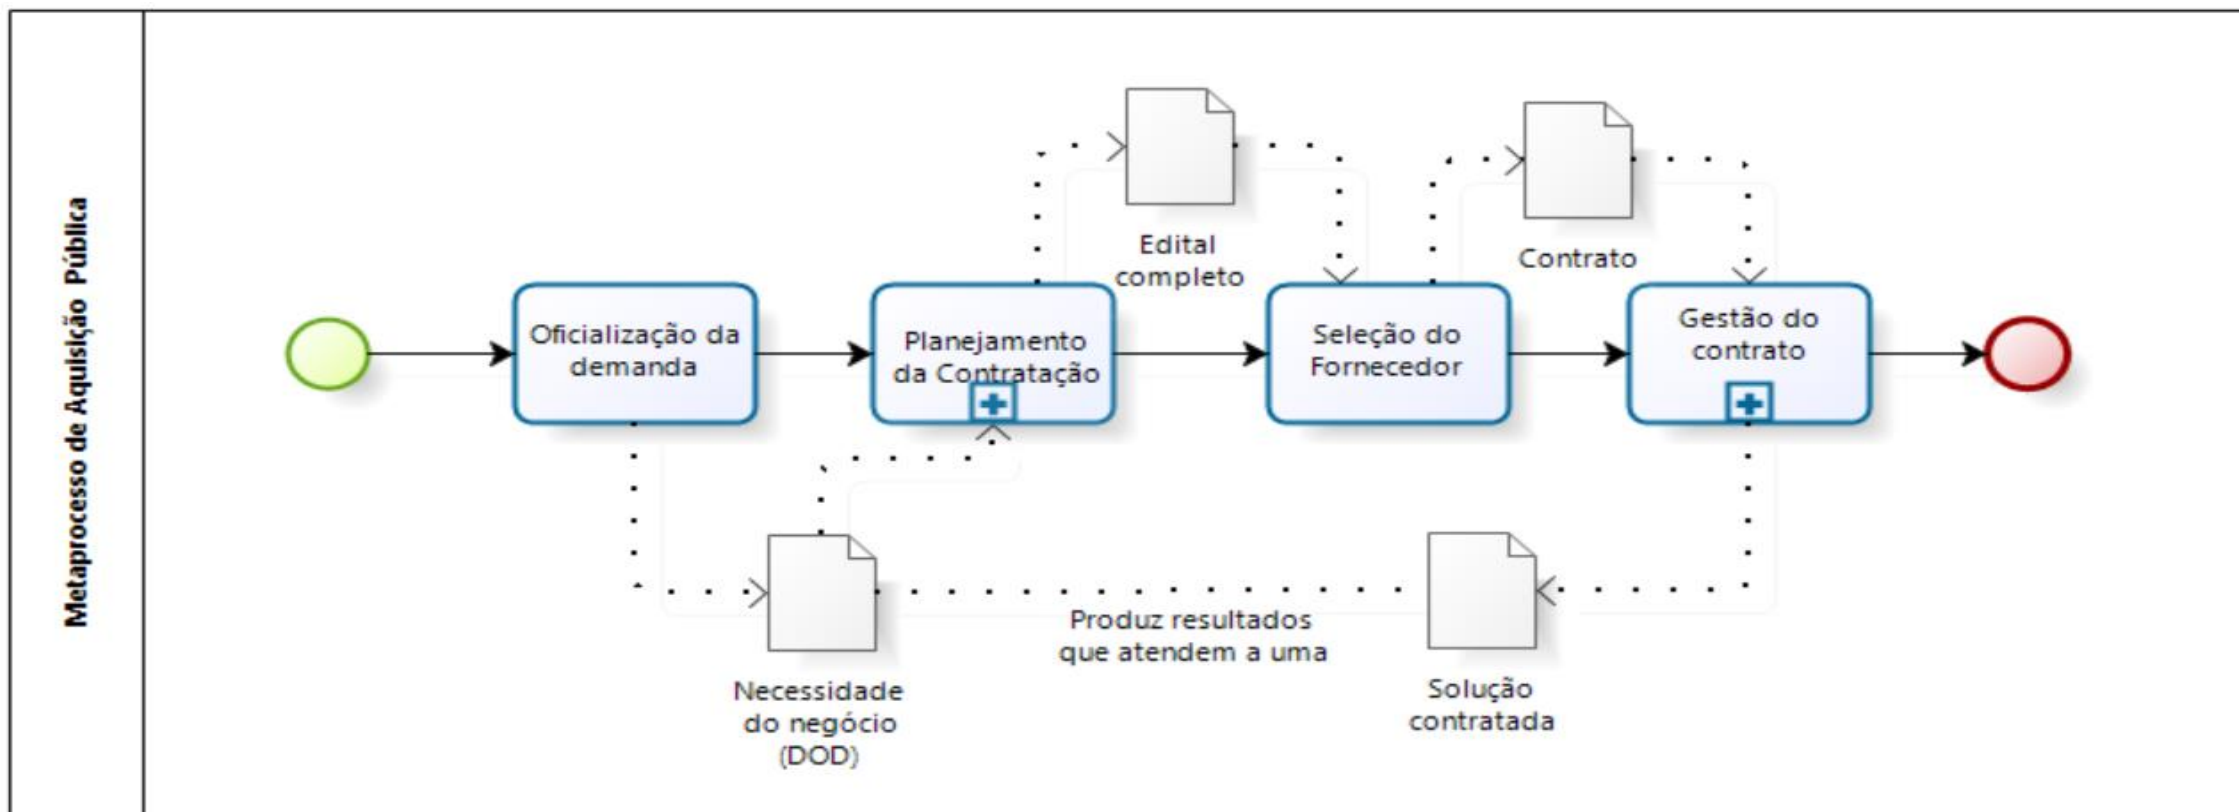 Metaprocesso de Aquisição Pública
Edital
completo
Contrato
Oficialização da
demanda
Planejamento
da Contratação
Seleção do
Fornecedor
Gestão do
contrato
Produz resultados
que atendem a uma
Necessidade
do negócio
(DOD)
Solução
contratada